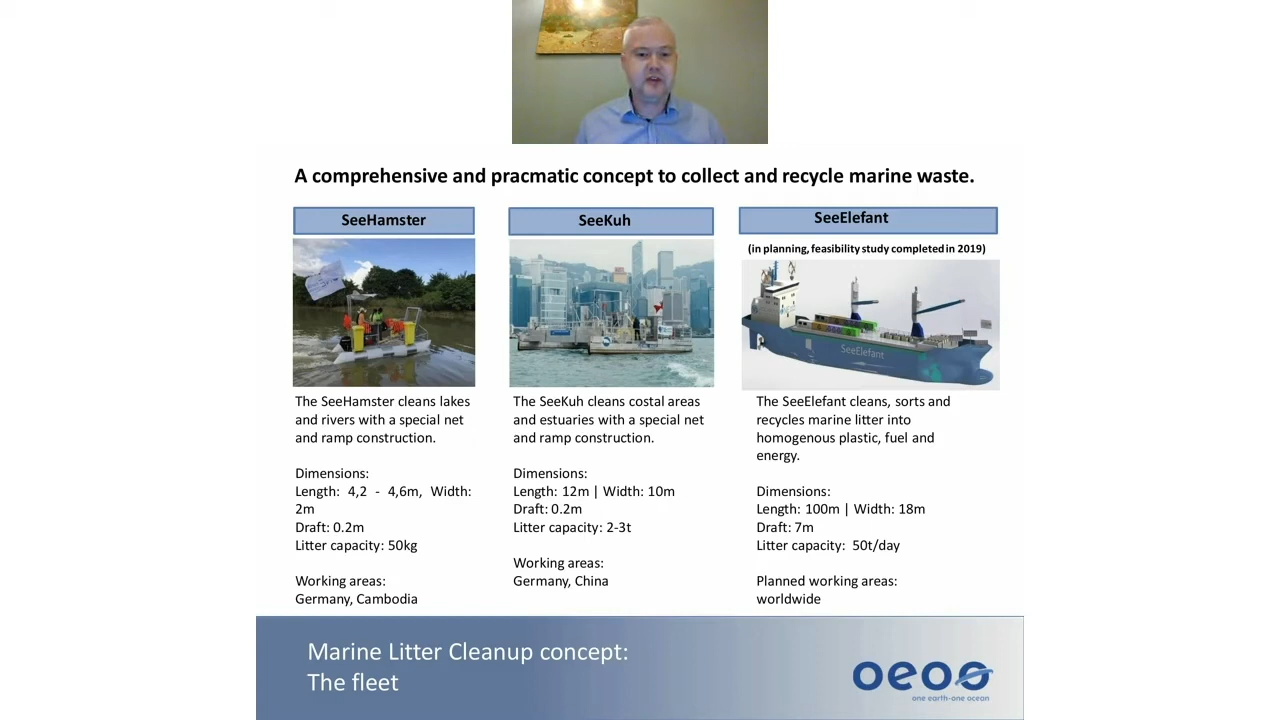 A comprehensive and pracmatic concept to collect and recycle marine waste.
SeeHamster
The SeeHamster cleans lakes
and rivers with a special net
and ramp construction.
Dimensions:
Length: 4,2 - 4,6m, Width:
2m
Draft: 0.2m
Litter capacity: 50kg
Working areas:
Germany, Cambodia
SeeKuh
The SeeKuh cleans costal areas
and estuaries with a special net
and ramp construction.
Dimensions:
Length: 12m | Width: 10m
Draft: 0.2m
Litter capacity: 2-3t
Working areas:
Germany, China
SeeElefant
(in planning, feasibility study completed in 2019)
SeeElefant
The SeeElefant cleans, sorts and
recycles marine litter into
homogenous plastic, fuel and
energy.
Dimensions:
Length: 100m | Width: 18m
Draft: 7m
Litter capacity: 50t/day
Planned working areas:
worldwide
Marine Litter Cleanup concept:
The fleet
oeoo
one earth-one ocean